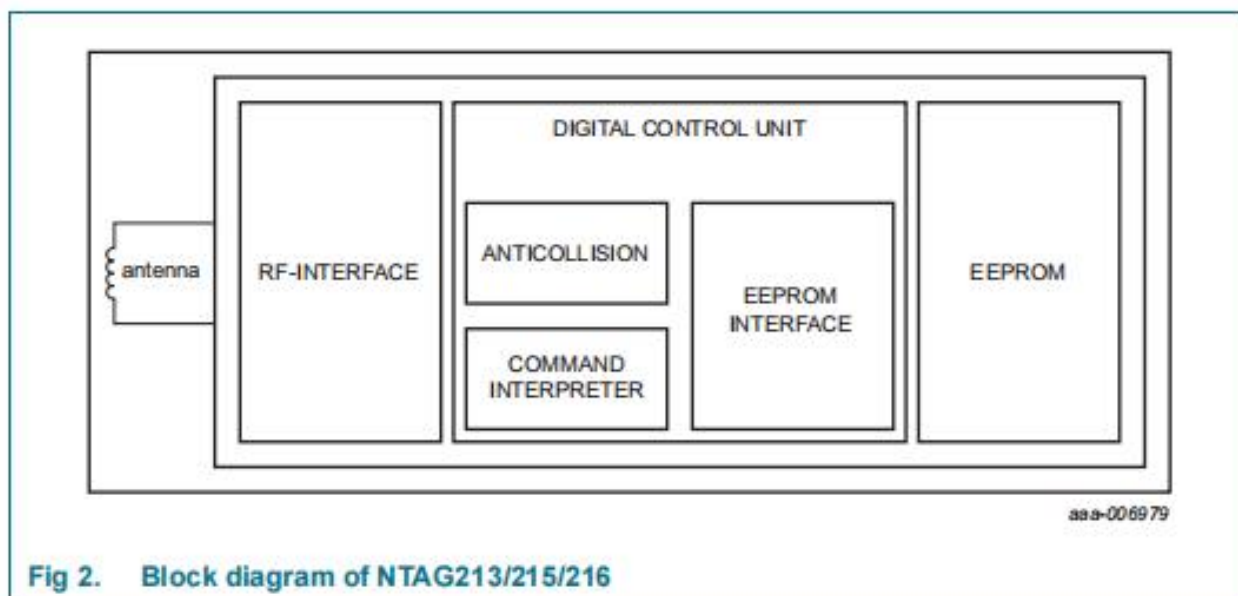 DIGITAL CONTROL UNIT
antenna
RF-INTERFACE
ANTICOLLISION
COMMAND
INTERPRETER
EEPROM
INTERFACE
EEPROM
aaa-006979
Fig 2. Block diagram of NTAG213/215/216